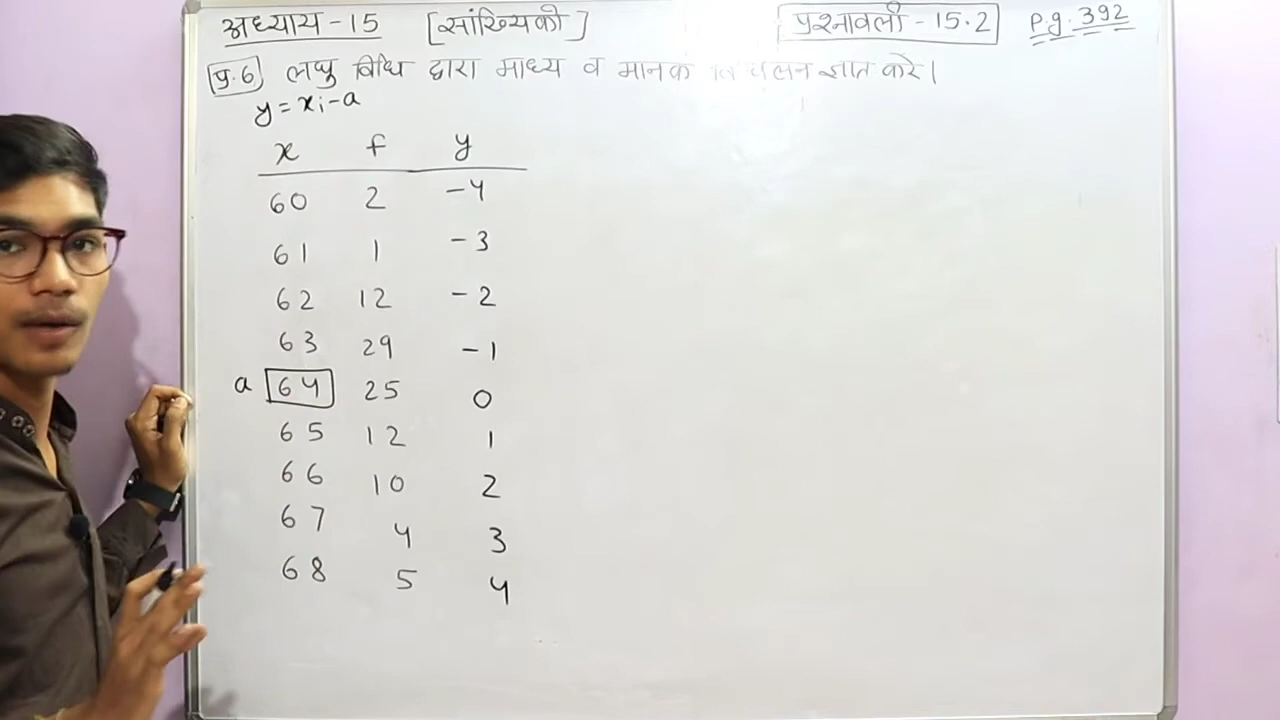 अध्याय - 15 [सांख्यिकी] प्रश्नावली - 15.2 P.g. 392
प्र.6 लघु विधि द्वारा माध्य व मानक विचलन ज्ञात करे।
y = xi - a
x f y
60 2 -4
61 1 -3
62 12 -2
63 29 -1
a 64 25 0
65 12 1
66 10 2
67 4 3
68 5 4